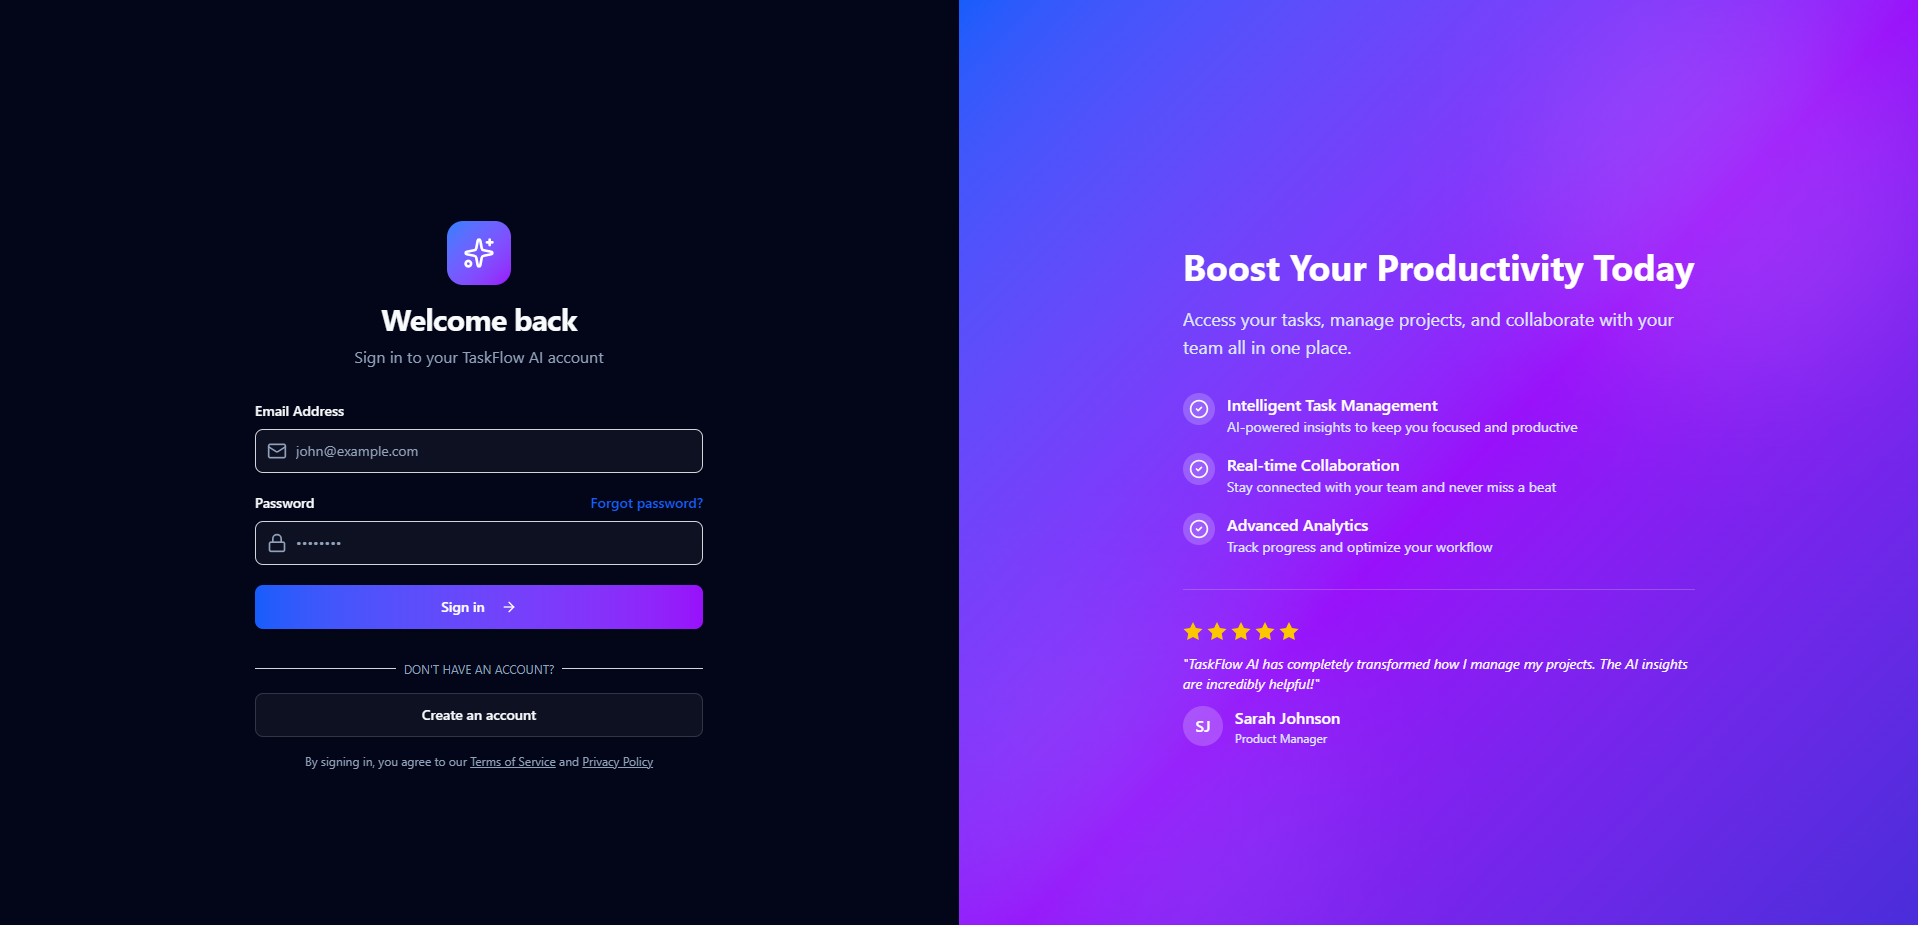 Welcome back
Sign in to your TaskFlow AI account
Email Address
john@example.com
Password
Forgot password?
••••••••
Sign in
DON'T HAVE AN ACCOUNT?
Create an account
By signing in, you agree to our Terms of Service and Privacy Policy
Boost Your Productivity Today
Access your tasks, manage projects, and collaborate with your
team all in one place.
Intelligent Task Management
AI-powered insights to keep you focused and productive
Real-time Collaboration
Stay connected with your team and never miss a beat
Advanced Analytics
Track progress and optimize your workflow
"TaskFlow AI has completely transformed how I manage my projects. The AI insights
are incredibly helpful!"
SJ
Sarah Johnson
Product Manager